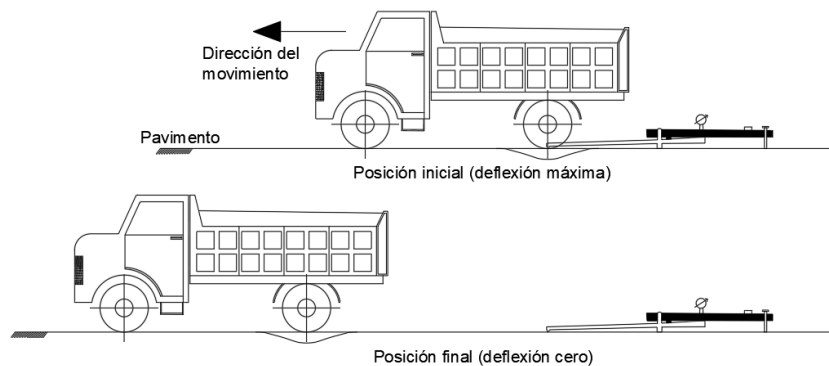 Dirección del
movimiento
Pavimento
Posición inicial (deflexión máxima)
Posición final (deflexión cero)